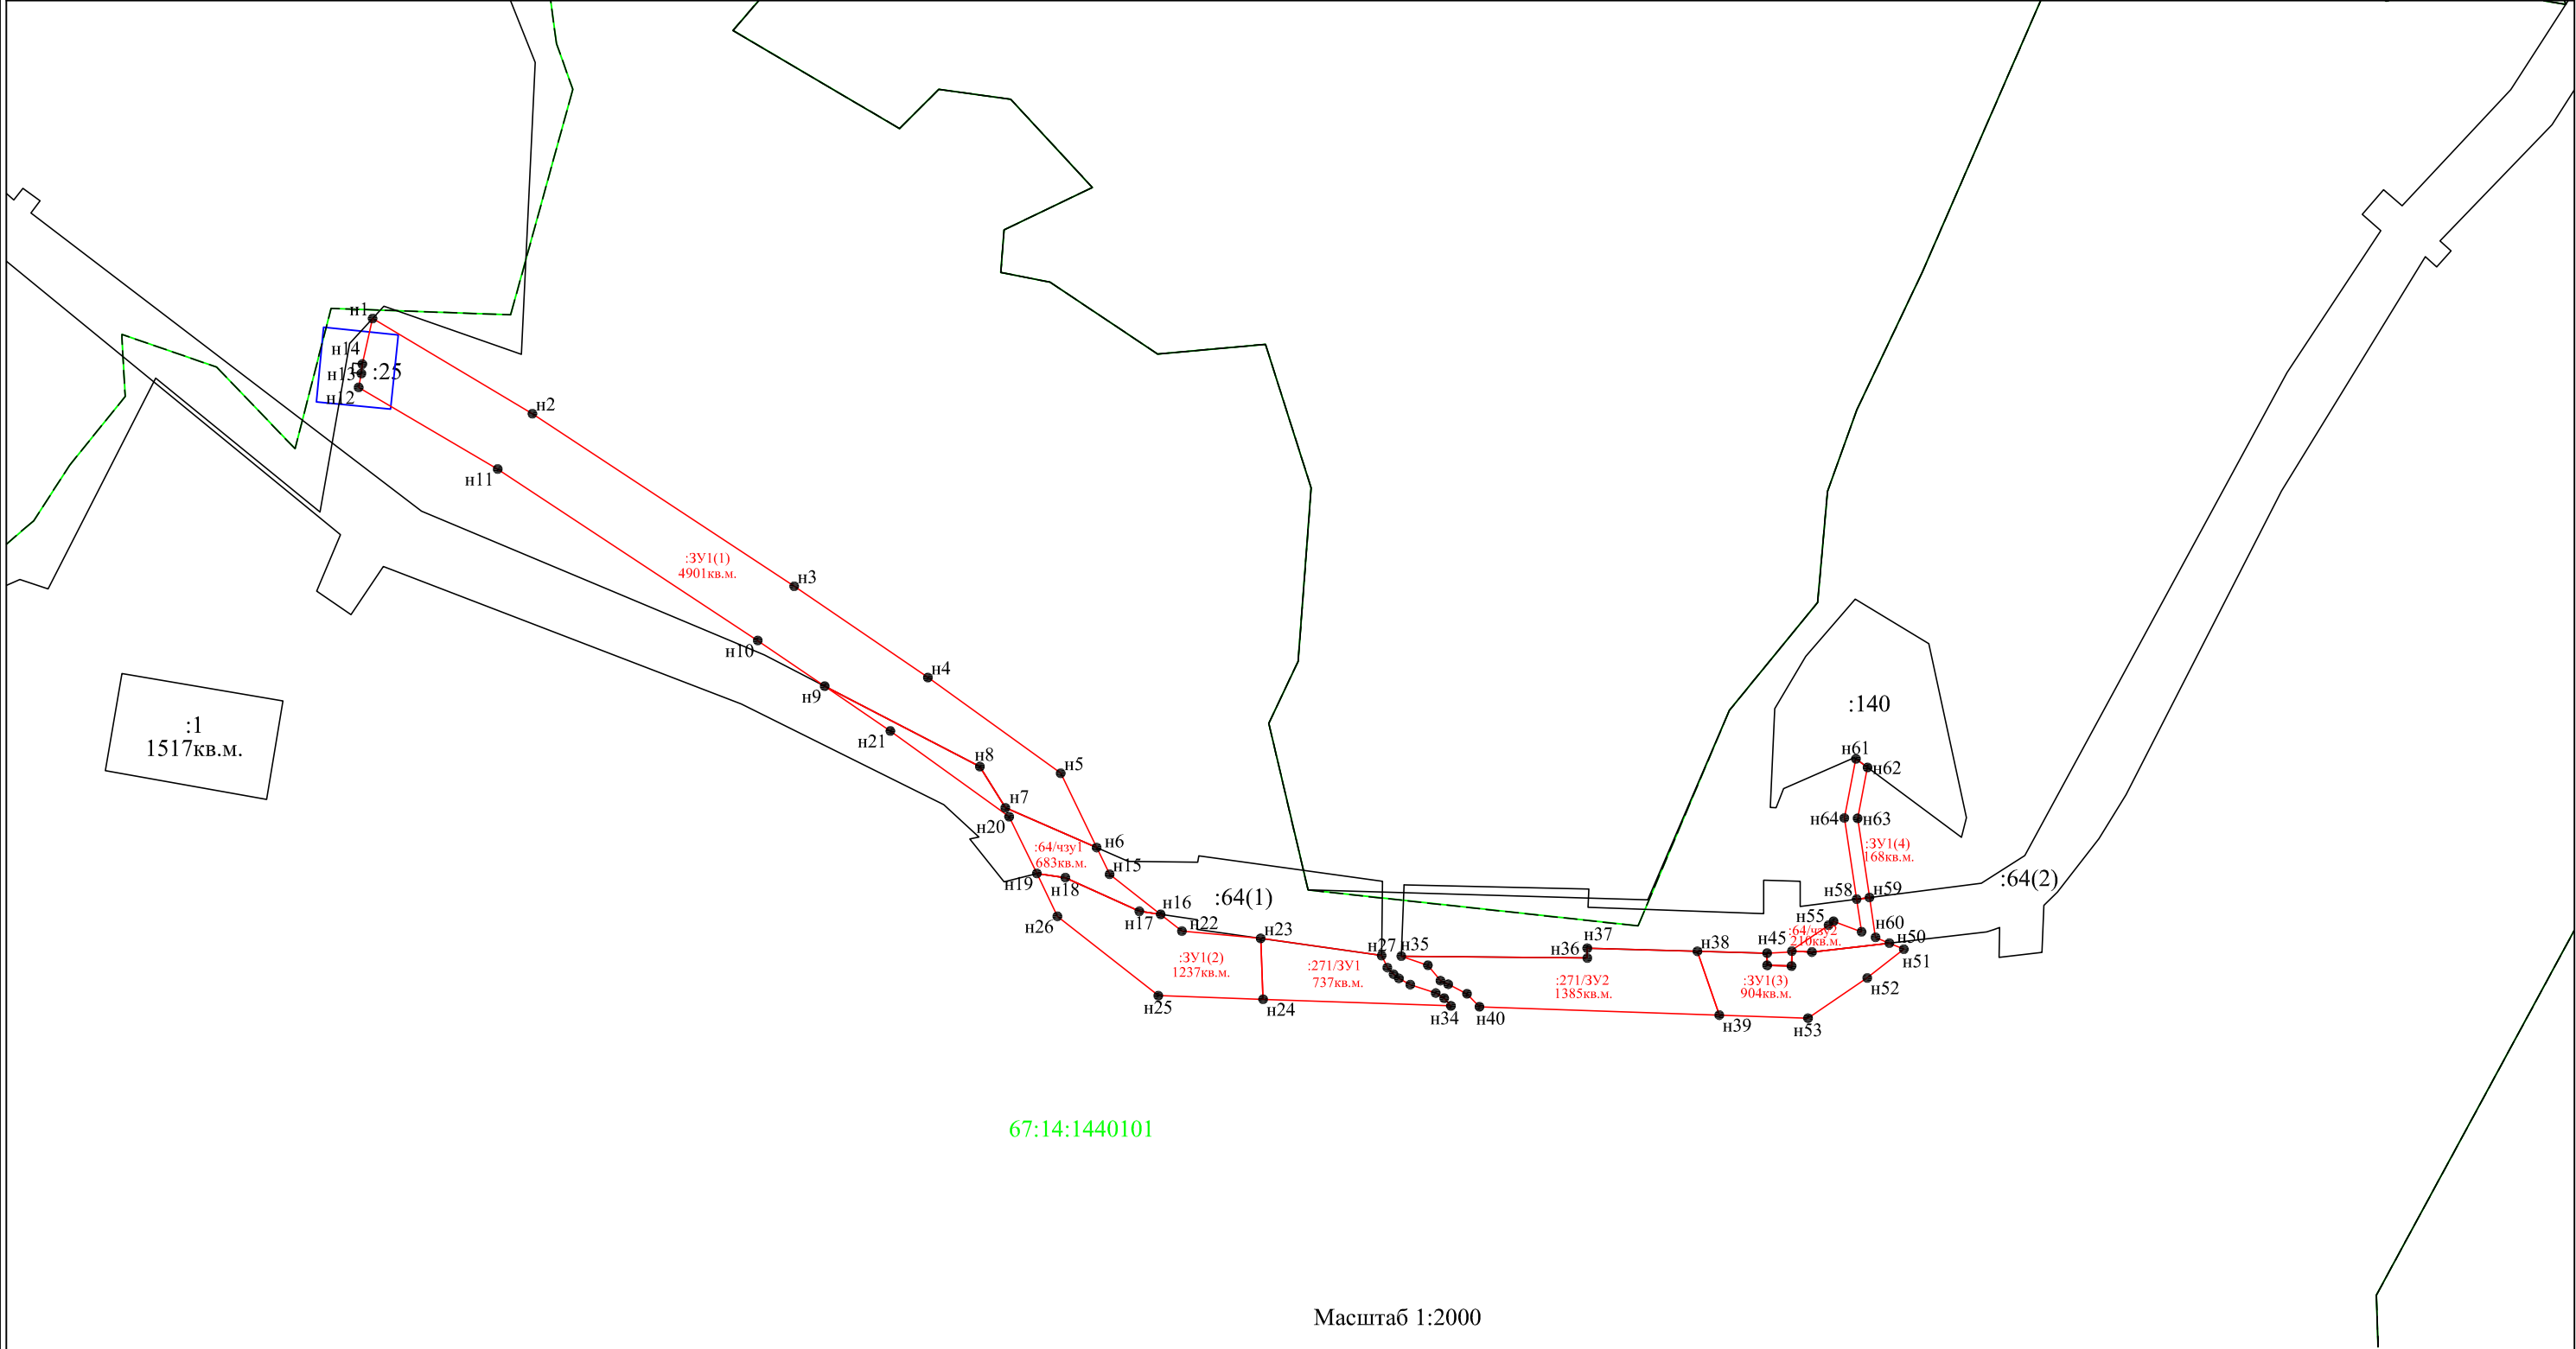 н1
н14
н13
:25
н12
н2
н11
:ЗУ1(1)
4901кв.м.
н3
н10
н4
н9
:1
1517кв.м.
н21
н8
н5
н7
н20
н6
:64/чзу1
683кв.м.
н15
н19
н18
н16
:64(1)
н17
н22
н26
н23
:ЗУ1(2)
1237кв.м.
н25
н24
:271/ЗУ1
737кв.м.
н27
н35
н34
н40
н36
н37
:271/ЗУ2
1385кв.м.
н38
н39
н45
:ЗУ1(3)
904кв.м.
н53
н52
н51
н50
н60
н55
:64/чзу2
210кв.м.
н58
н59
:ЗУ1(4)
168кв.м.
н64
н63
н61
н62
:140
:64(2)
67:14:1440101
Масштаб 1:2000